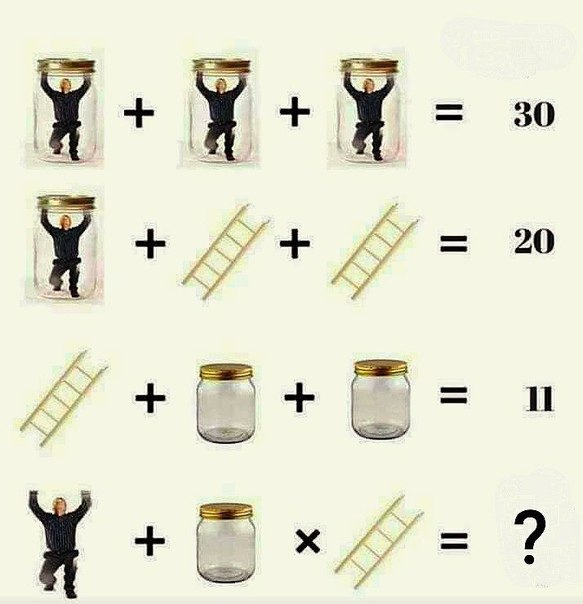 + + = 30
+ + = 20
+ + = 11
+ × = ?